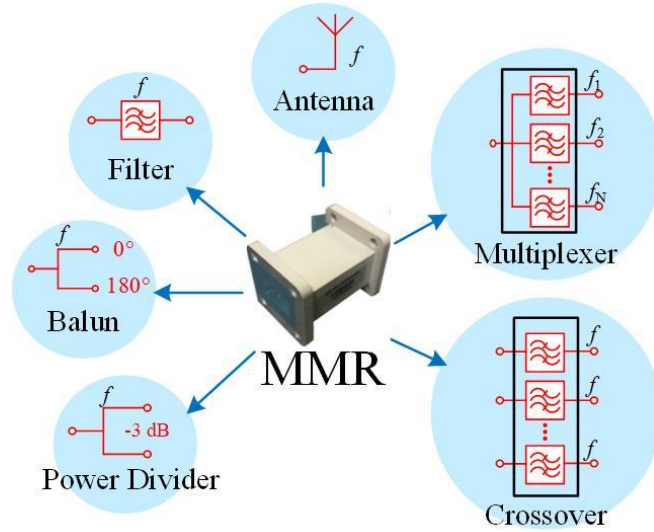 f
Antenna
f
Filter
f
0°
180°
Balun
f
-3 dB
Power Divider
MMR
f1
f2
fN
Multiplexer
f
f
f
Crossover